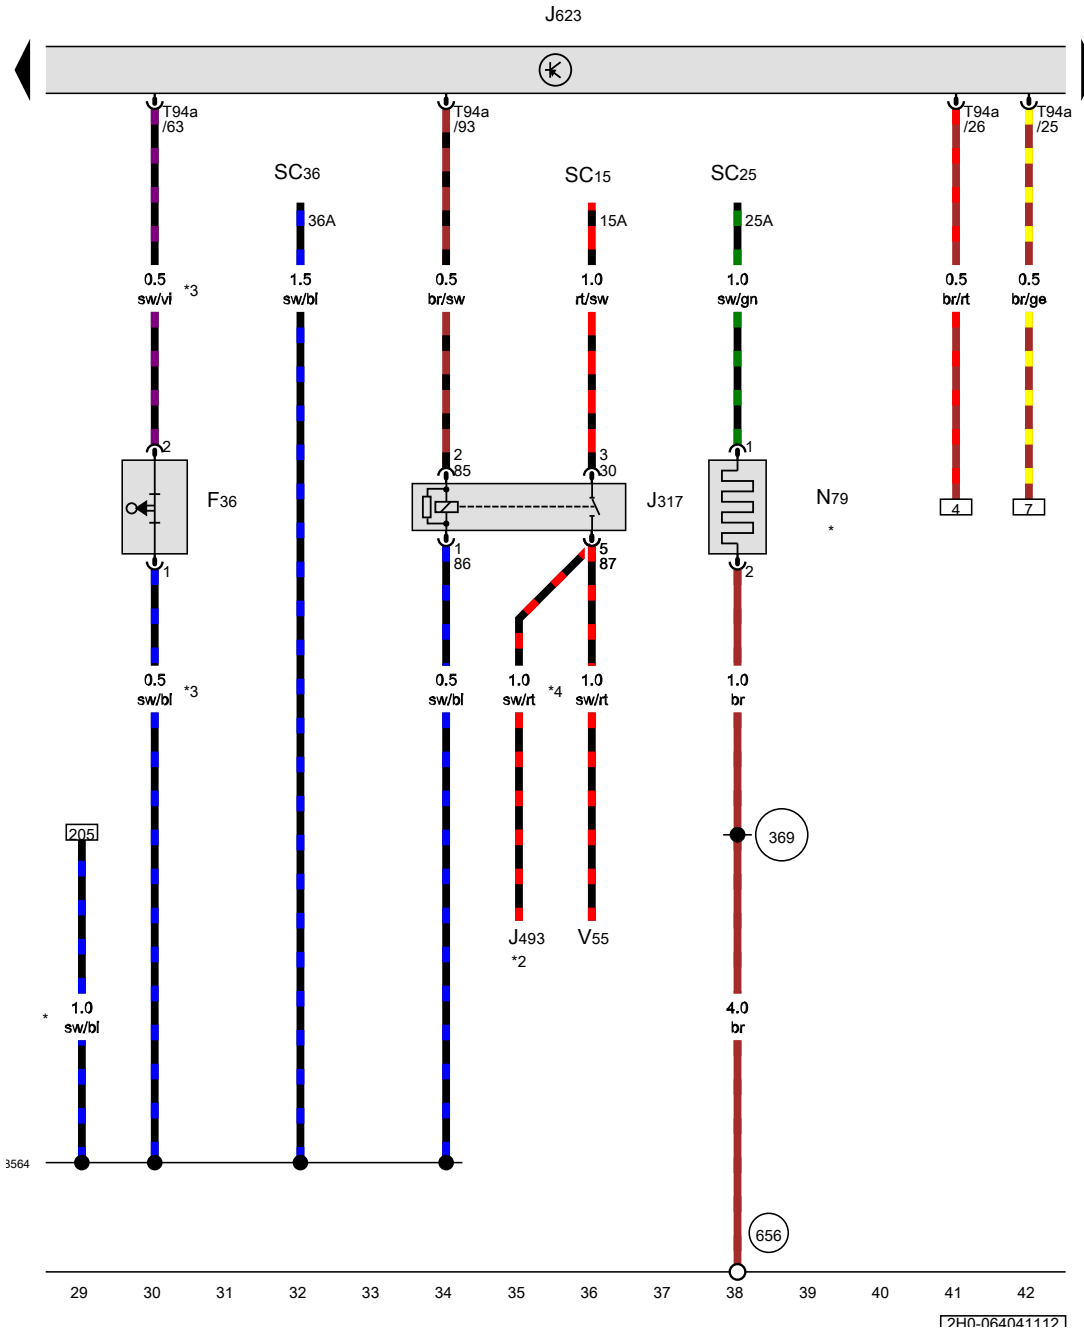 J623
T94a
/63
T94a
/93
T94a
/26
T94a
/25
SC36
SC15
SC25
36A
15A
25A
0.5
sw/vi
*3
1.5
sw/bl
0.5
br/sw
1.0
rt/sw
1.0
sw/gn
0.5
br/rt
0.5
br/ge
2
2
85
3
30
1
F36
J317
N79
*
4
7
1
1
86
5
87
2
0.5
sw/bl
*3
0.5
sw/bl
1.0
sw/rt
*4
1.0
sw/rt
1.0
br
205
369
J493
*2
V55
*
1.0
sw/bl
4.0
br
656
29 30 31 32 33 34 35 36 37 38 39 40 41 42
2H0-064041112